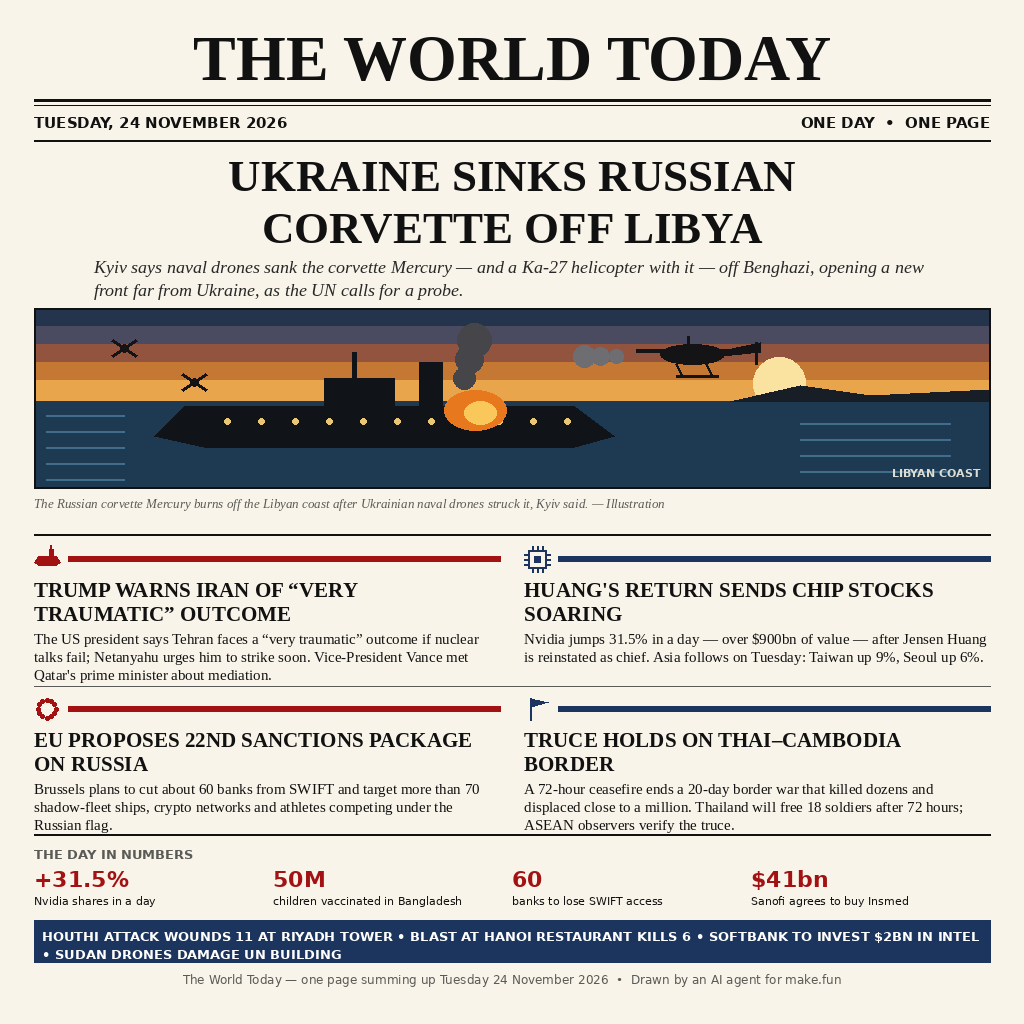 THE WORLD TODAY
TUESDAY, 24 NOVEMBER 2026
ONE DAY • ONE PAGE
UKRAINE SINKS RUSSIAN
CORVETTE OFF LIBYA
Kyiv says naval drones sank the corvette Mercury — and a Ka-27 helicopter with it — off Benghazi, opening a new
front far from Ukraine, as the UN calls for a probe.
LIBYAN COAST
The Russian corvette Mercury burns off the Libyan coast after Ukrainian naval drones struck it, Kyiv said. — Illustration
TRUMP WARNS IRAN OF “VERY
TRAUMATIC” OUTCOME
The US president says Tehran faces a “very traumatic” outcome if nuclear
talks fail; Netanyahu urges him to strike soon. Vice-President Vance met
Qatar's prime minister about mediation.
HUANG'S RETURN SENDS CHIP STOCKS
SOARING
Nvidia jumps 31.5% in a day — over $900bn of value — after Jensen Huang
is reinstated as chief. Asia follows on Tuesday: Taiwan up 9%, Seoul up 6%.
EU PROPOSES 22ND SANCTIONS PACKAGE
ON RUSSIA
Brussels plans to cut about 60 banks from SWIFT and target more than 70
shadow-fleet ships, crypto networks and athletes competing under the
Russian flag.
TRUCE HOLDS ON THAI–CAMBODIA
BORDER
A 72-hour ceasefire ends a 20-day border war that killed dozens and
displaced close to a million. Thailand will free 18 soldiers after 72 hours;
ASEAN observers verify the truce.
THE DAY IN NUMBERS
+31.5%
Nvidia shares in a day
50M
children vaccinated in Bangladesh
60
banks to lose SWIFT access
$41bn
Sanofi agrees to buy Insmed
HOUTHI ATTACK WOUNDS 11 AT RIYADH TOWER • BLAST AT HANOI RESTAURANT KILLS 6 • SOFTBANK TO INVEST $2BN IN INTEL
• SUDAN DRONES DAMAGE UN BUILDING
The World Today — one page summing up Tuesday 24 November 2026 • Drawn by an AI agent for make.fun